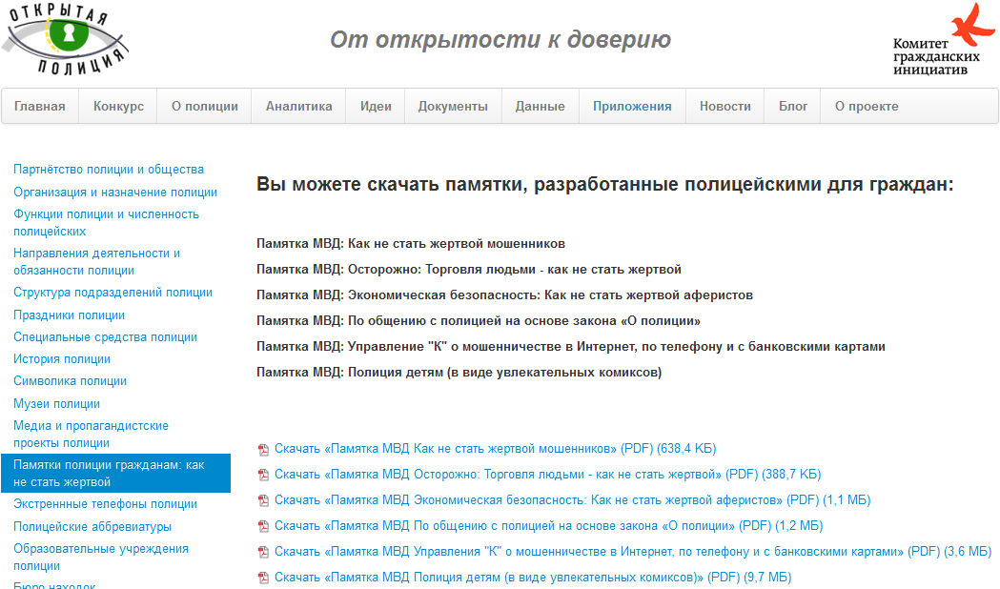 ОТКРЫТАЯ
ПОЛИЦИЯ
От открытости к доверию
Комитет
гражданских
инициатив
Главная Конкурс О полиции Аналитика Идеи Документы Данные Приложения Новости Блог О проекте
Партнётство полиции и общества
Организация и назначение полиции
Функции полиции и численность
полицейских
Направления деятельности и
обязанности полиции
Структура подразделений полиции
Праздники полиции
Специальные средства полиции
История полиции
Символика полиции
Музеи полиции
Медиа и пропагандистские
проекты полиции
Памятки полиции гражданам: как
не стать жертвой
Экстреннные телефоны полиции
Полицейские аббревиатуры
Образовательные учреждения
полиции
Бюро находок
Вы можете скачать памятки, разработанные полицейскими для граждан:
Памятка МВД: Как не стать жертвой мошенников
Памятка МВД: Осторожно: Торговля людьми - как не стать жертвой
Памятка МВД: Экономическая безопасность: Как не стать жертвой аферистов
Памятка МВД: По общению с полицией на основе закона «О полиции»
Памятка МВД: Управление "К" о мошенничестве в Интернет, по телефону и с банковскими картами
Памятка МВД: Полиция детям (в виде увлекательных комиксов)
Скачать «Памятка МВД Как не стать жертвой мошенников» (PDF) (638,4 КБ)
Скачать «Памятка МВД Осторожно: Торговля людьми - как не стать жертвой» (PDF) (388,7 КБ)
Скачать «Памятка МВД Экономическая безопасность: Как не стать жертвой аферистов» (PDF) (1,1 МБ)
Скачать «Памятка МВД По общению с полицией на основе закона «О полиции» (PDF) (1,2 МБ)
Скачать «Памятка МВД Управления "К" о мошенничестве в Интернет, по телефону и с банковскими картами» (PDF) (3,6 МБ)
Скачать «Памятка МВД Полиция детям (в виде увлекательных комиксов)» (PDF) (9,7 МБ)